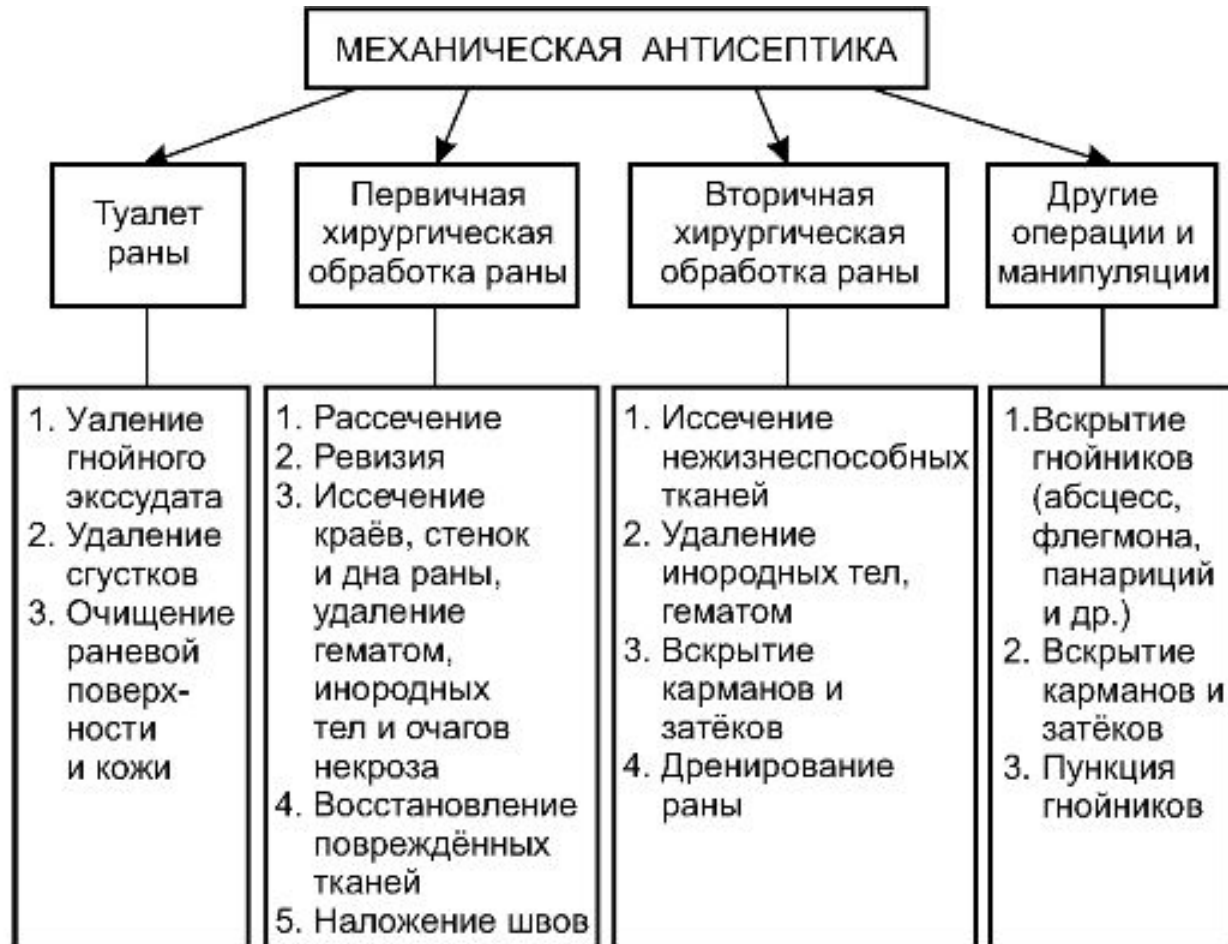 МЕХАНИЧЕСКАЯ АНТИСЕПТИКА
Туалет
раны
Первичная
хирургическая
обработка раны
Вторичная
хирургическая
обработка раны
Другие
операции и
манипуляции
1. Уаление
гнойного
экссудата
2. Удаление
сгустков
3. Очищение
раневой
поверх-
ности
и кожи
1. Рассечение
2. Ревизия
3. Иссечение
краёв, стенок
и дна раны,
удаление
гематом,
инородных
тел и очагов
некроза
4. Восстановление
повреждённых
тканей
5. Наложение швов
1. Иссечение
нежизнеспособных
тканей
2. Удаление
инородных тел,
гематом
3. Вскрытие
карманов и
затёков
4. Дренирование
раны
1.Вскрытие
гнойников
(абсцесс,
флегмона,
панариций
и др.)
2. Вскрытие
карманов и
затёков
3. Пункция
гнойников